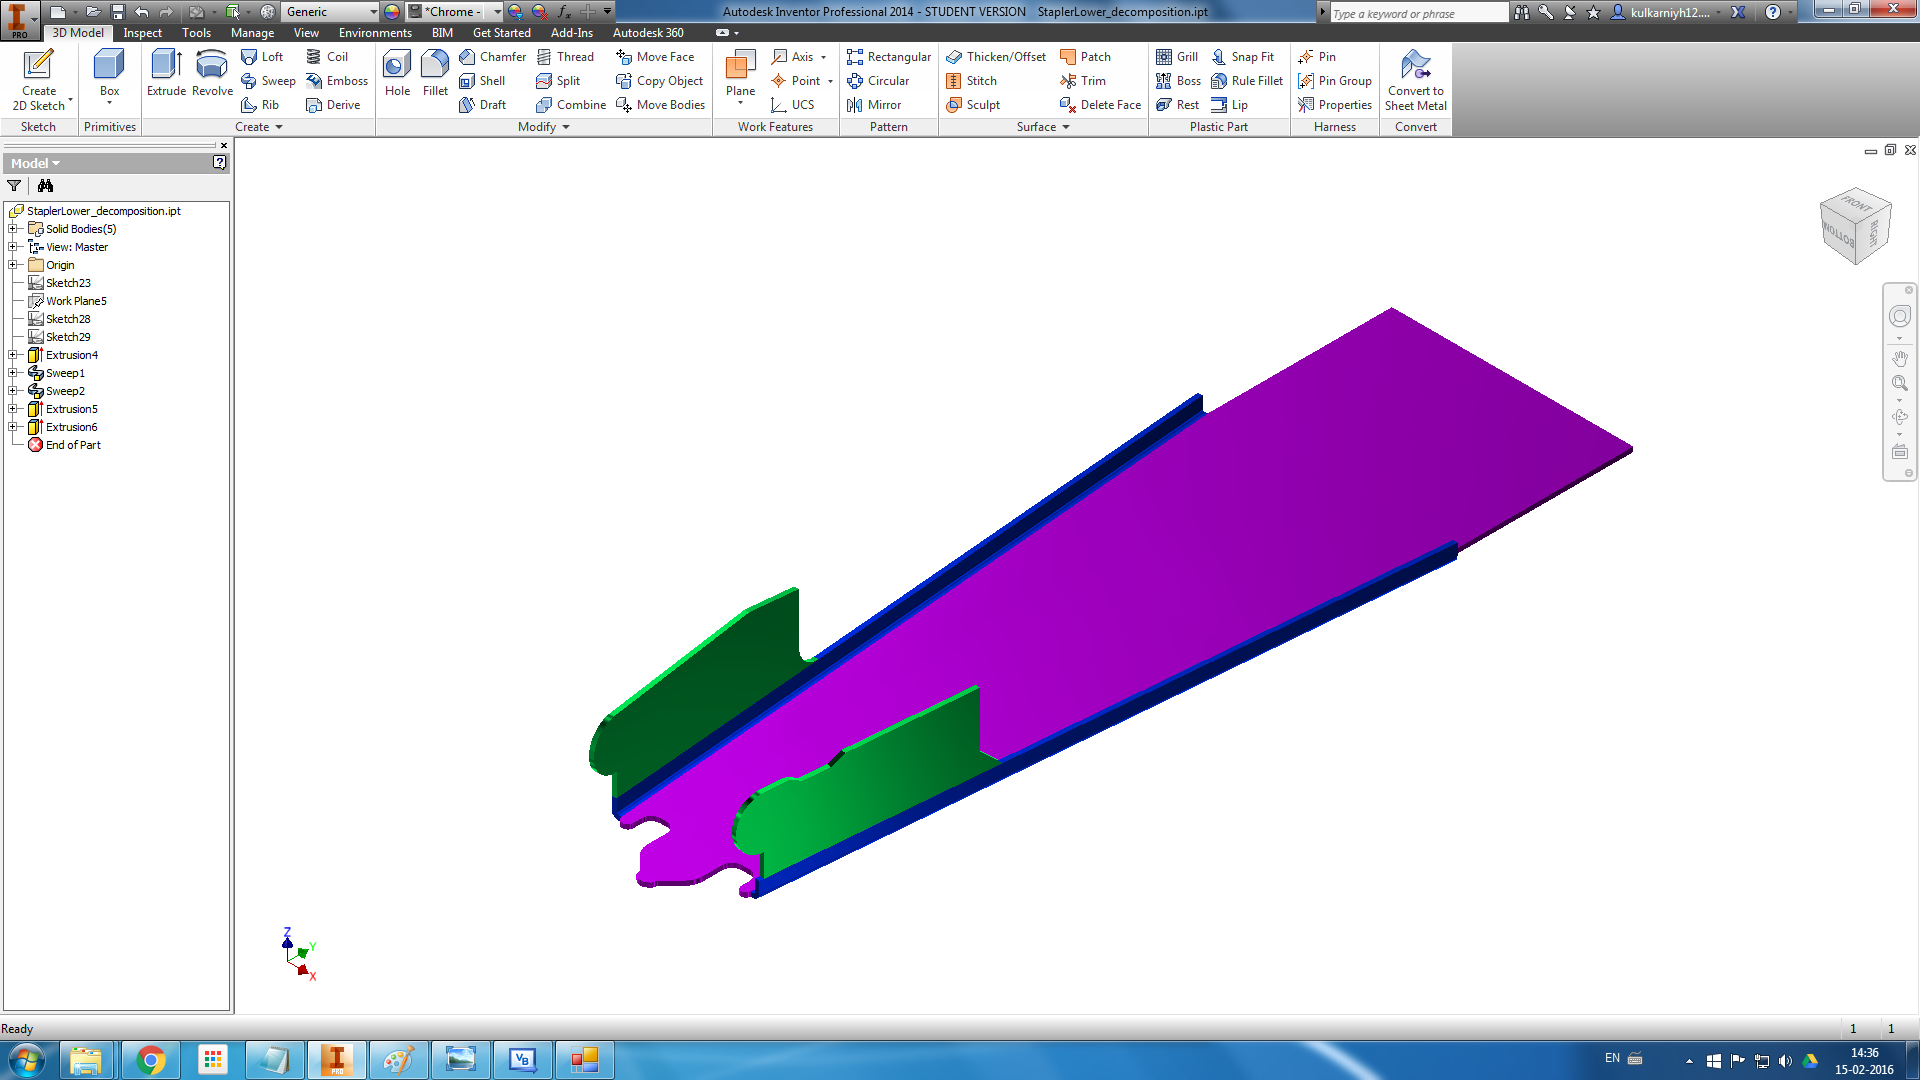 Generic
*Chrome -
Autodesk Inventor Professional 2014 - STUDENT VERSION StaplerLower_decomposition.ipt
Type a keyword or phrase
kulkarniyh12....
PRO
3D Model Inspect Tools Manage View Environments BIM Get Started Add-Ins Autodesk 360
Create
2D Sketch
Box
Extrude
Revolve
Loft
Sweep
Rib
Coil
Emboss
Derive
Hole
Fillet
Chamfer
Shell
Draft
Thread
Split
Combine
Move Face
Copy Object
Move Bodies
Plane
Axis
Point
UCS
Rectangular
Circular
Mirror
Thicken/Offset
Stitch
Sculpt
Patch
Trim
Delete Face
Grill
Boss
Rest
Snap Fit
Rule Fillet
Lip
Pin
Pin Group
Properties
Convert to
Sheet Metal
Sketch Primitives Create Modify Work Features Pattern Surface Plastic Part Harness Convert
Model
StaplerLower_decomposition.ipt
Solid Bodies(5)
View: Master
Origin
Sketch23
Work Plane5
Sketch28
Sketch29
Extrusion4
Sweep1
Sweep2
Extrusion5
Extrusion6
End of Part
FRONT
BOTTOM
RIGHT
Z
Y
X
Ready
1 1
PRO
VB
EN
14:36
15-02-2016